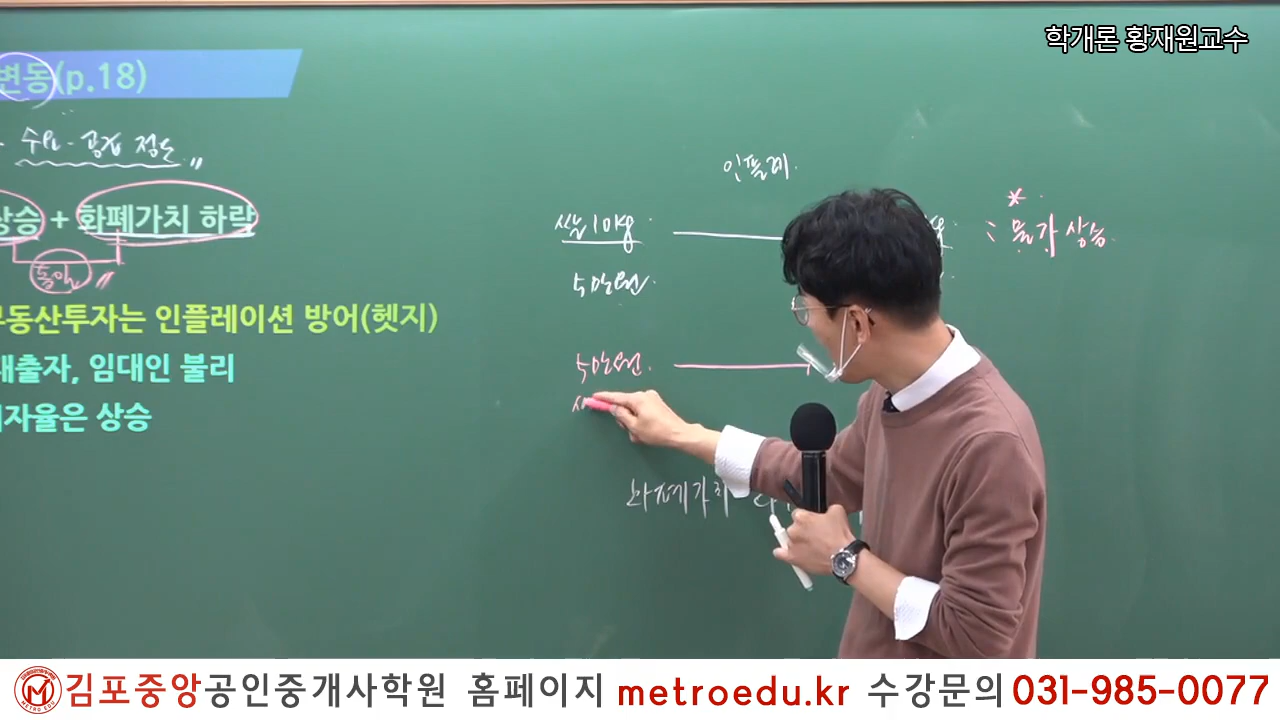 학개론 황재원교수
변동(p.18)
수요·공급 정도
상승 + 화폐가치 하락
동일
부동산투자는 인플레이션 방어(헷지)
대출자, 임대인 불리
이자율은 상승
인플레
쌀 10kg
5만원
∴ 물가 상승
5만원
화폐가치
METRO EDU
김포중앙공인중개사학원 홈페이지 metroedu.kr 수강문의 031-985-0077